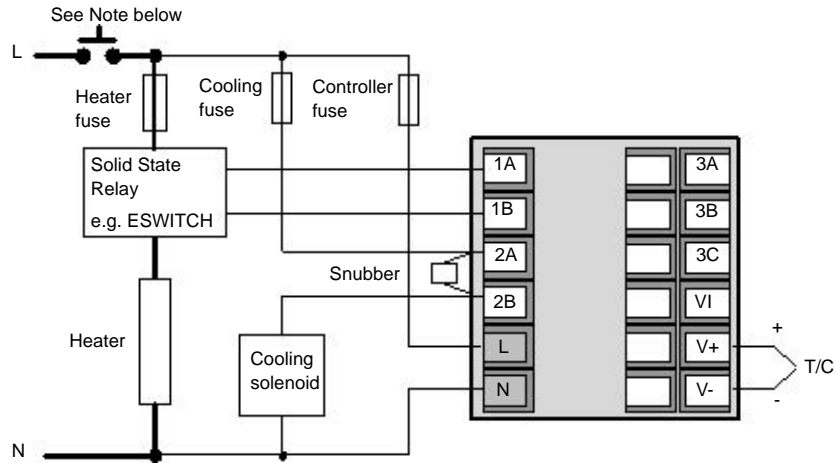 See Note below
L
Heater
fuse
Cooling
fuse
Controller
fuse
Solid State
Relay
e.g. ESWITCH
1A
3A
1B
3B
2A
3C
Snubber
2B
VI
Heater
Cooling
solenoid
L
V+
+
T/C
N
V-
-
N